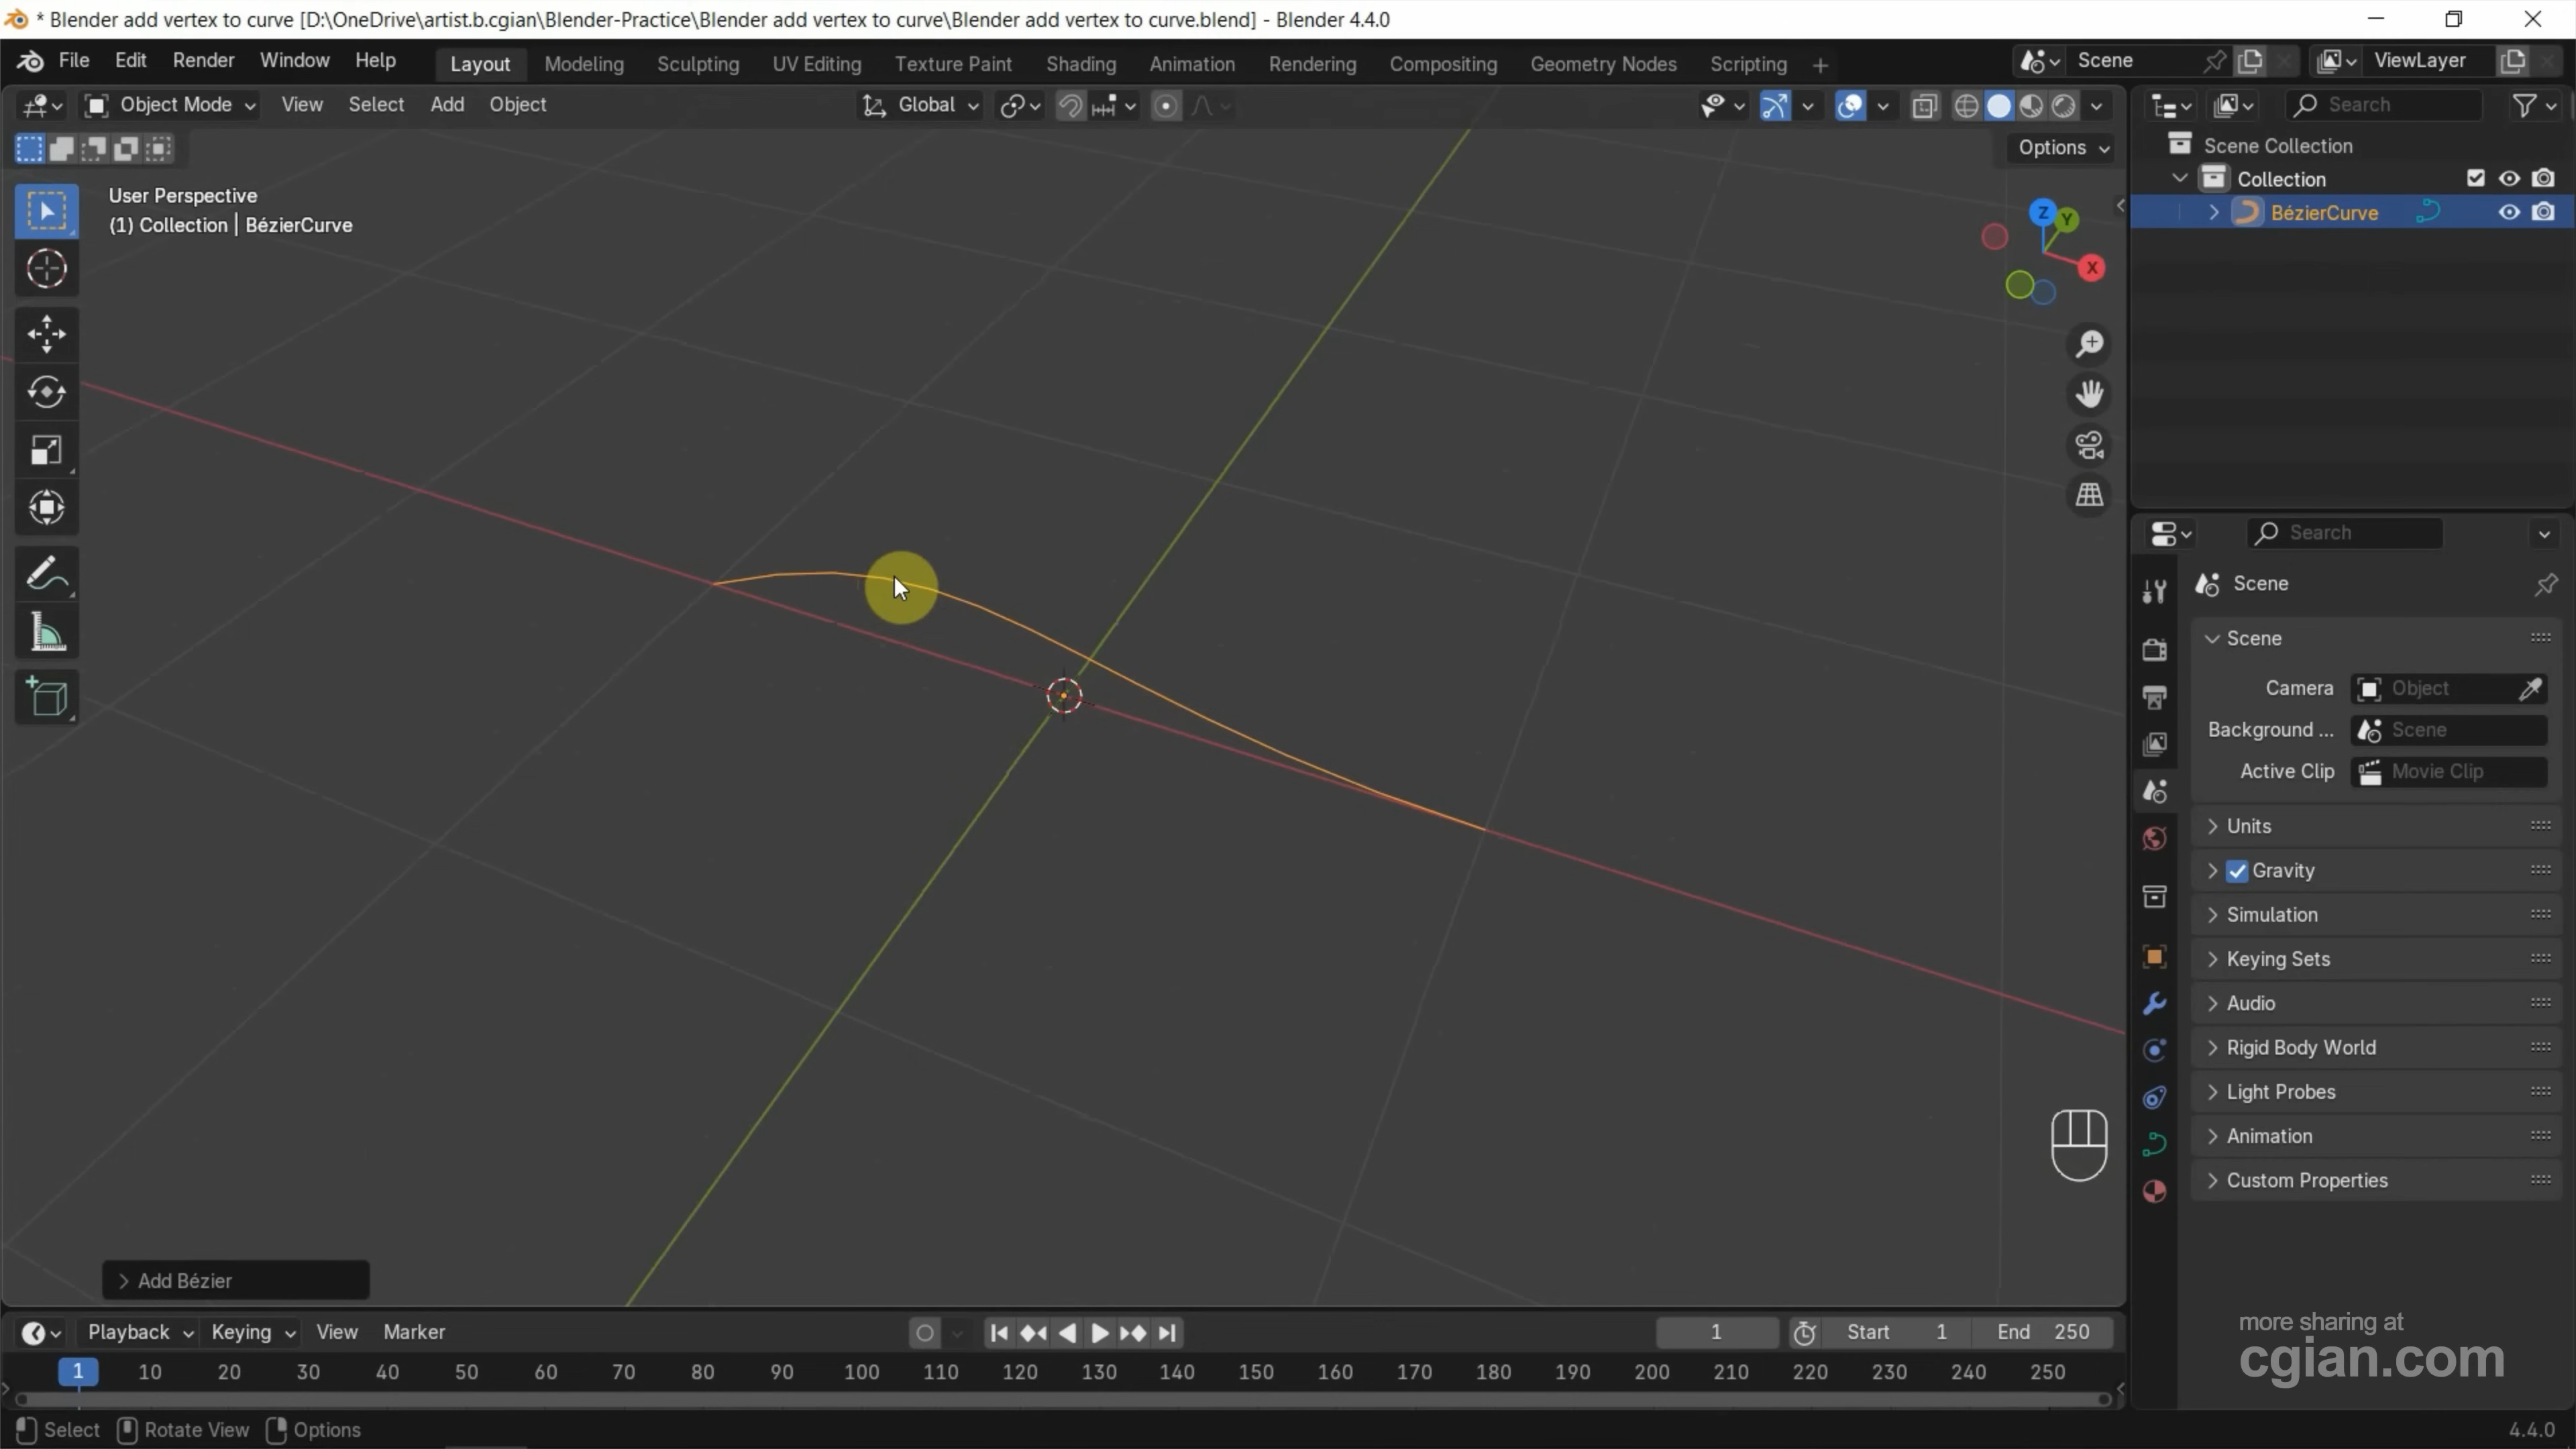 * Blender add vertex to curve [D:\OneDrive\artist.b.cgian\Blender-Practice\Blender add vertex to curve\Blender add vertex to curve.blend] - Blender 4.4.0
File Edit Render Window Help Layout Modeling Sculpting UV Editing Texture Paint Shading Animation Rendering Compositing Geometry Nodes Scripting + Scene ViewLayer
Object Mode View Select Add Object Global Search
Options
Scene Collection
Collection
BézierCurve
User Perspective
(1) Collection | BézierCurve
Z
Y
X
Search
Scene
Scene
Camera Object
Background ... Scene
Active Clip Movie Clip
Units
Gravity
Simulation
Keying Sets
Audio
Rigid Body World
Light Probes
Animation
Custom Properties
Add Bézier
Playback Keying View Marker 1 Start 1 End 250
1 10 20 30 40 50 60 70 80 90 100 110 120 130 140 150 160 170 180 190 200 210 220 230 240 250
more sharing at
cgian.com
Select Rotate View Options 4.4.0